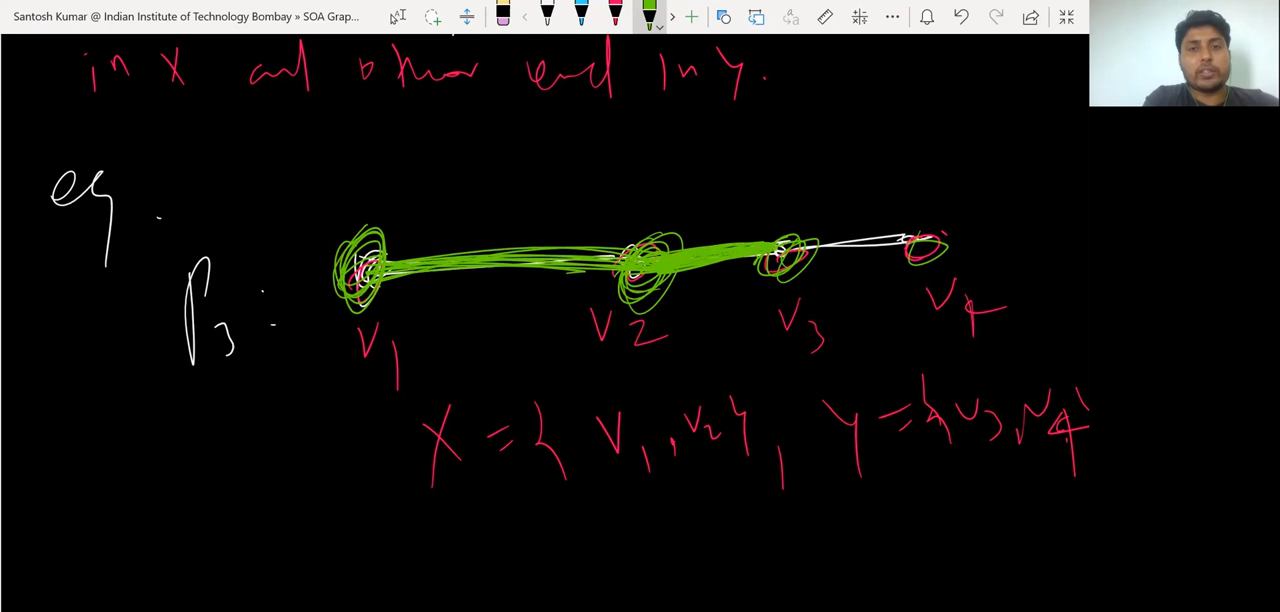 Santosh Kumar @ Indian Institute of Technology Bombay » SOA Grap...
in X and other end in Y.
eg.
P3:
V1 V2 V3 V4
X = { V1, V2 }, Y = { V3, V4